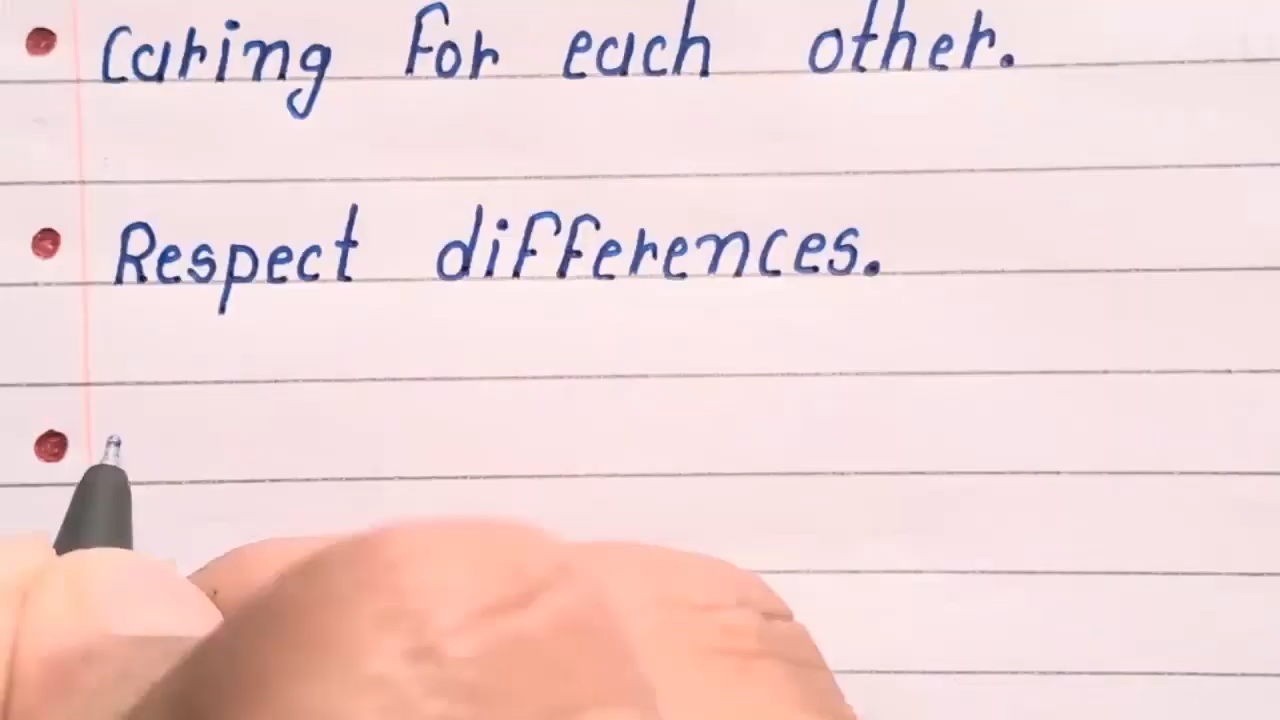 • Caring For each other.
• Respect differences.
•